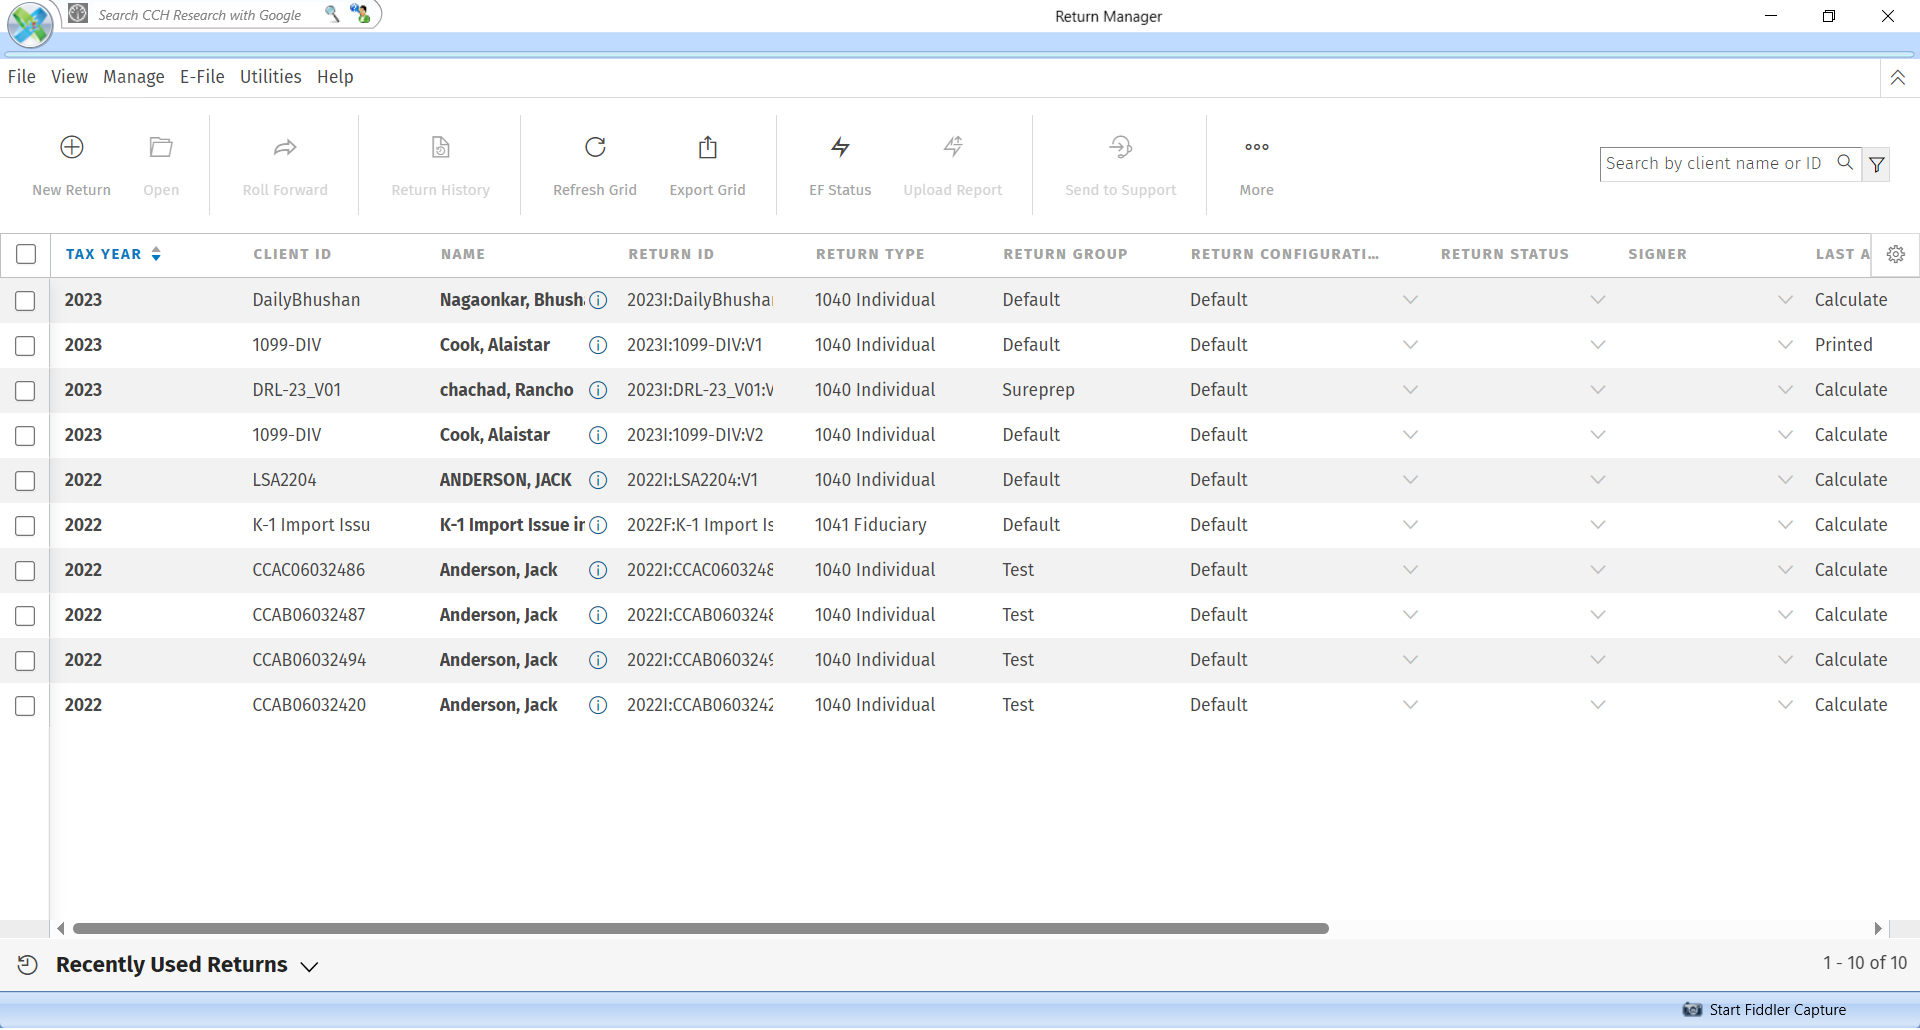 Search CCH Research with Google
Return Manager
File View Manage E-File Utilities Help
New Return Open Roll Forward Return History Refresh Grid Export Grid EF Status Upload Report Send to Support More
Search by client name or ID
TAX YEAR CLIENT ID NAME RETURN ID RETURN TYPE RETURN GROUP RETURN CONFIGURATI... RETURN STATUS SIGNER LAST A
2023 DailyBhushan Nagaonkar, Bhush 2023I:DailyBhushan 1040 Individual Default Default Calculate
2023 1099-DIV Cook, Alaistar 2023I:1099-DIV:V1 1040 Individual Default Default Printed
2023 DRL-23_V01 chachad, Rancho 2023I:DRL-23_V01:V 1040 Individual Sureprep Default Calculate
2023 1099-DIV Cook, Alaistar 2023I:1099-DIV:V2 1040 Individual Default Default Calculate
2022 LSA2204 ANDERSON, JACK 2022I:LSA2204:V1 1040 Individual Default Default Calculate
2022 K-1 Import Issu K-1 Import Issue in 2022F:K-1 Import Is 1041 Fiduciary Default Default Calculate
2022 CCAC06032486 Anderson, Jack 2022I:CCAC0603248 1040 Individual Test Default Calculate
2022 CCAB06032487 Anderson, Jack 2022I:CCAB0603248 1040 Individual Test Default Calculate
2022 CCAB06032494 Anderson, Jack 2022I:CCAB0603249 1040 Individual Test Default Calculate
2022 CCAB06032420 Anderson, Jack 2022I:CCAB0603242 1040 Individual Test Default Calculate
Recently Used Returns
1 - 10 of 10
Start Fiddler Capture